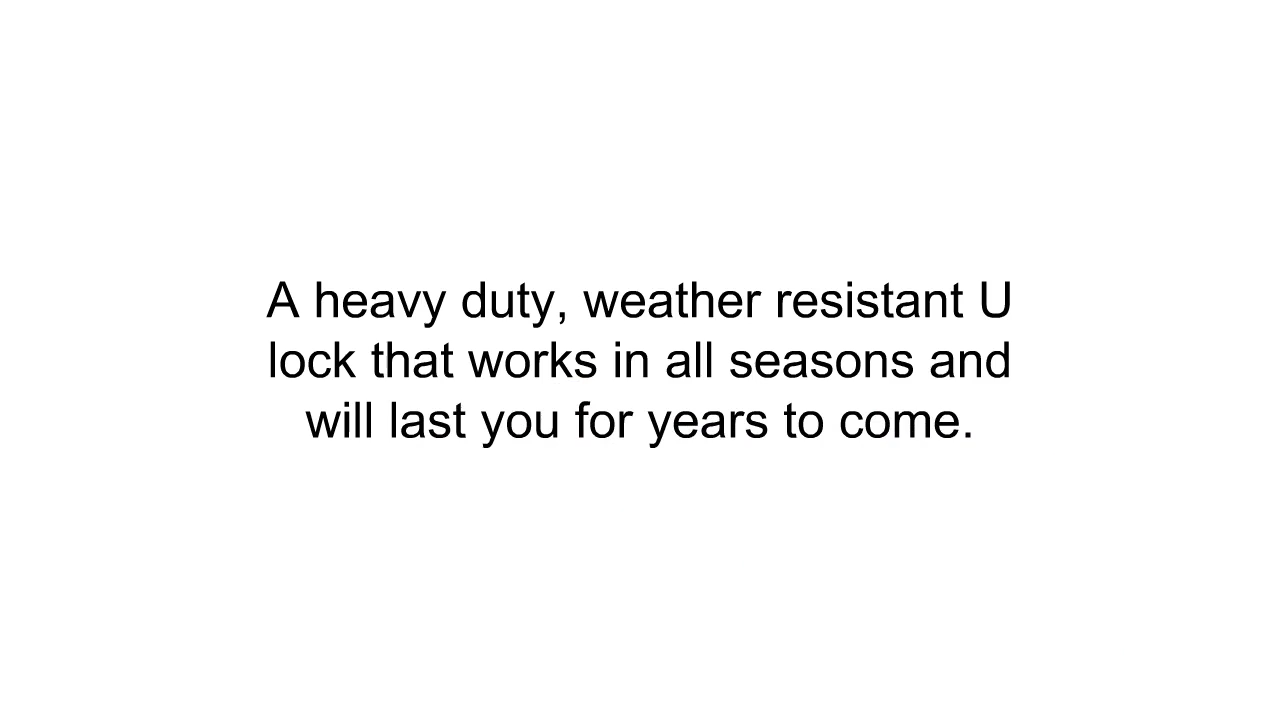 A heavy duty, weather resistant U
lock that works in all seasons and
will last you for years to come.